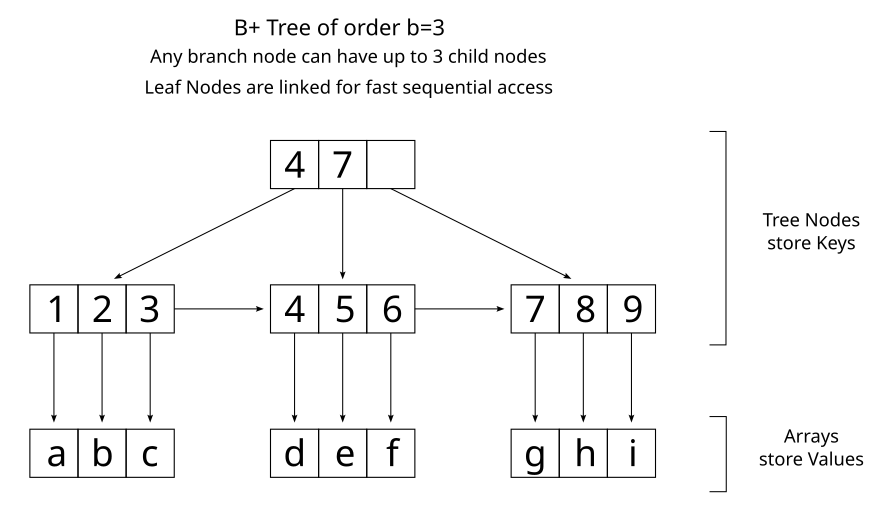 B+ Tree of order b=3
Any branch node can have up to 3 child nodes
Leaf Nodes are linked for fast sequential access
4 7
Tree Nodes
store Keys
1 2 3
4 5 6
7 8 9
a b c
d e f
g h i
Arrays
store Values